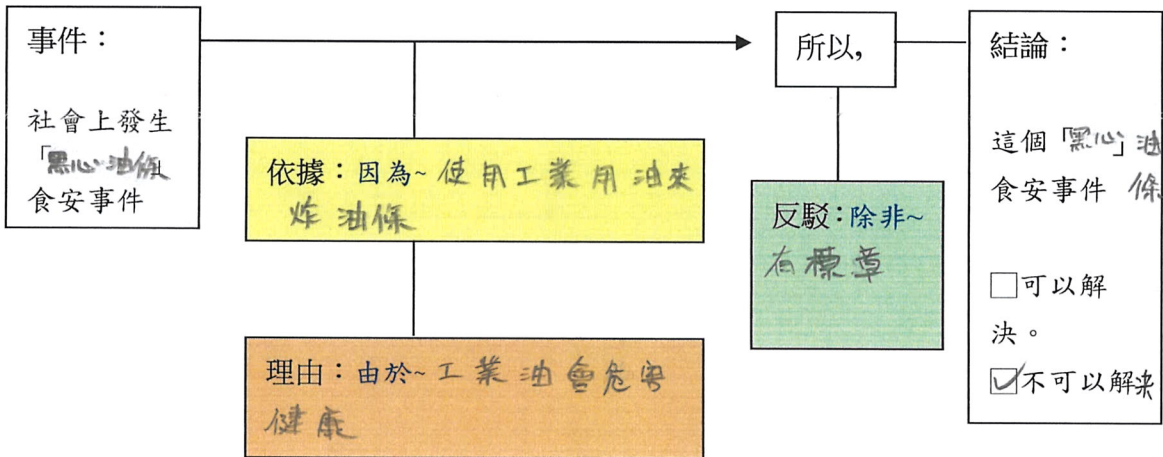 事件：
社會上發生
「黑心油條」
食安事件
依據：因為~使用工業用油來
炸油條
理由：由於~工業油會危害
健康
所以,
反駁：除非~
有標章
結論：
這個「黑心」油
食安事件 條
□可以解
決。
☑不可以解決